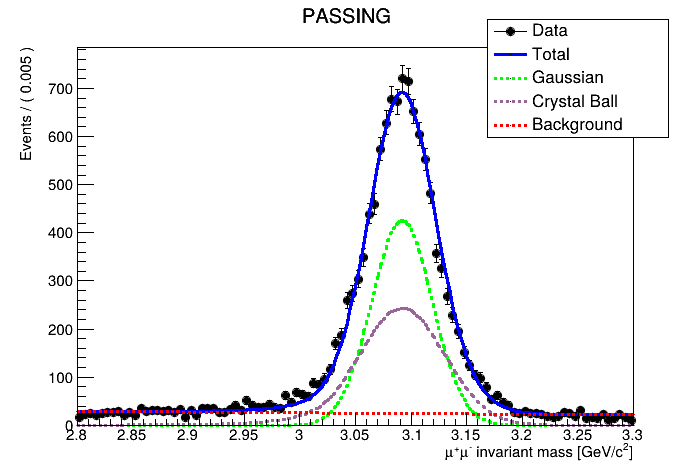 PASSING
Data
Total
Gaussian
Crystal Ball
Background
Events / ( 0.005 )
700
600
500
400
300
200
100
0
2.8 2.85 2.9 2.95 3 3.05 3.1 3.15 3.2 3.25 3.3
μ⁺μ⁻ invariant mass [GeV/c²]